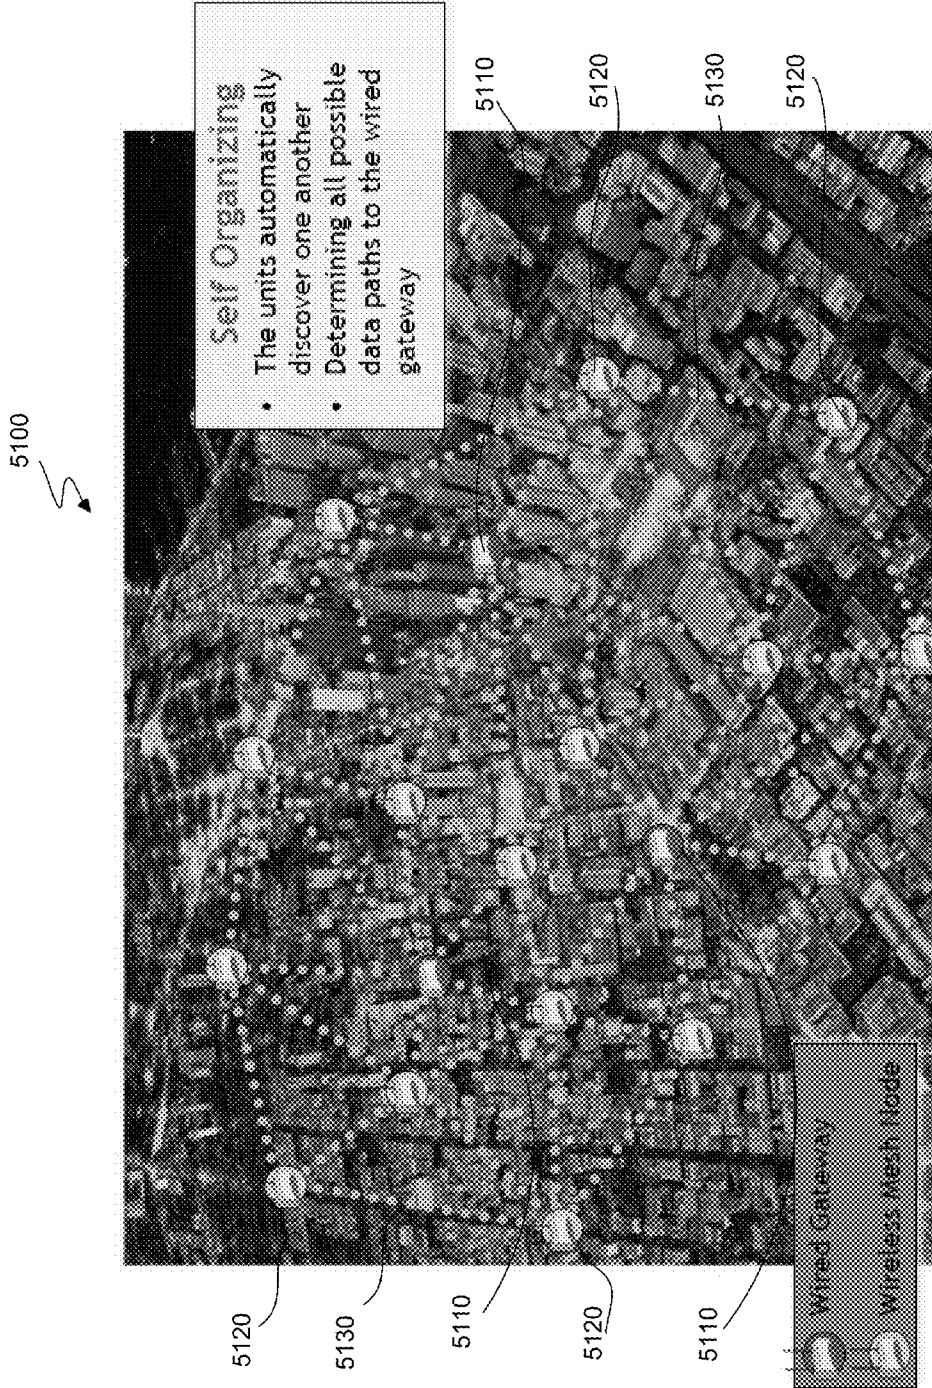 5100
Self Organizing
• The units automatically
discover one another
• Determining all possible
data paths to the wired
gateway
5110
5120
5130
5120
5120
5130
5110
5120
5110
Wired Gateway
Wireless Mesh Node